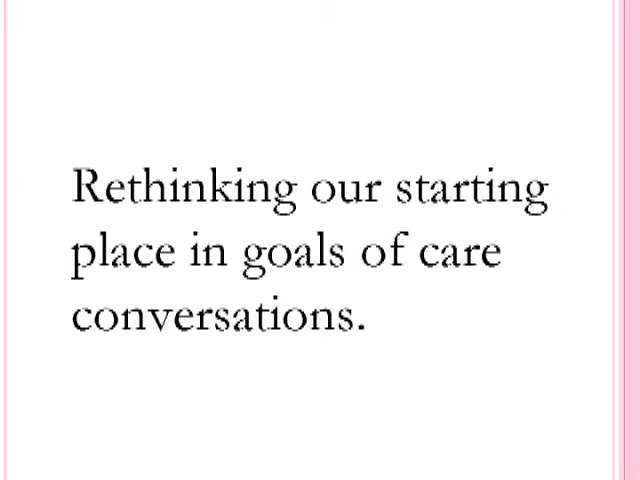 Rethinking our starting
place in goals of care
conversations.